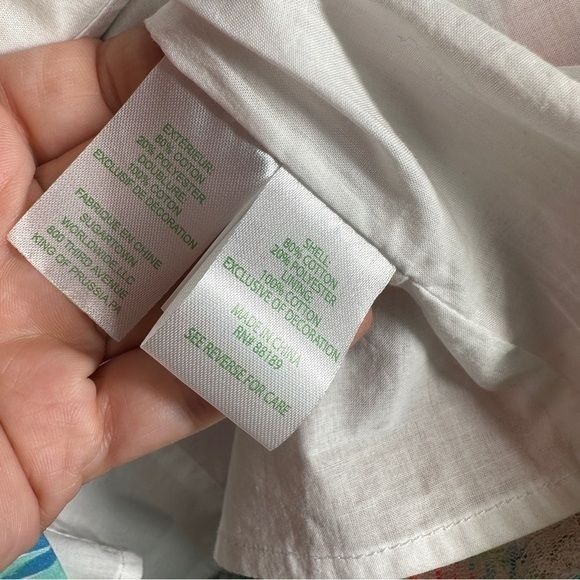 EXTERIEUR
80% COTON
20% POLYESTER
DOUBLURE:
100% COTON
EXCLUSIF DE DECORATION
FABRIQUE EN CHINE
SUGARTOWN
WORLDWIDE, LLC
800 THIRD AVENUE
KING OF PRUSSIA PA
SHELL
80% COTTON
20% POLYESTER
LINING:
100% COTTON
EXCLUSIVE OF DECORATION
MADE IN CHINA
RN# 88189
SEE REVERSE FOR CARE